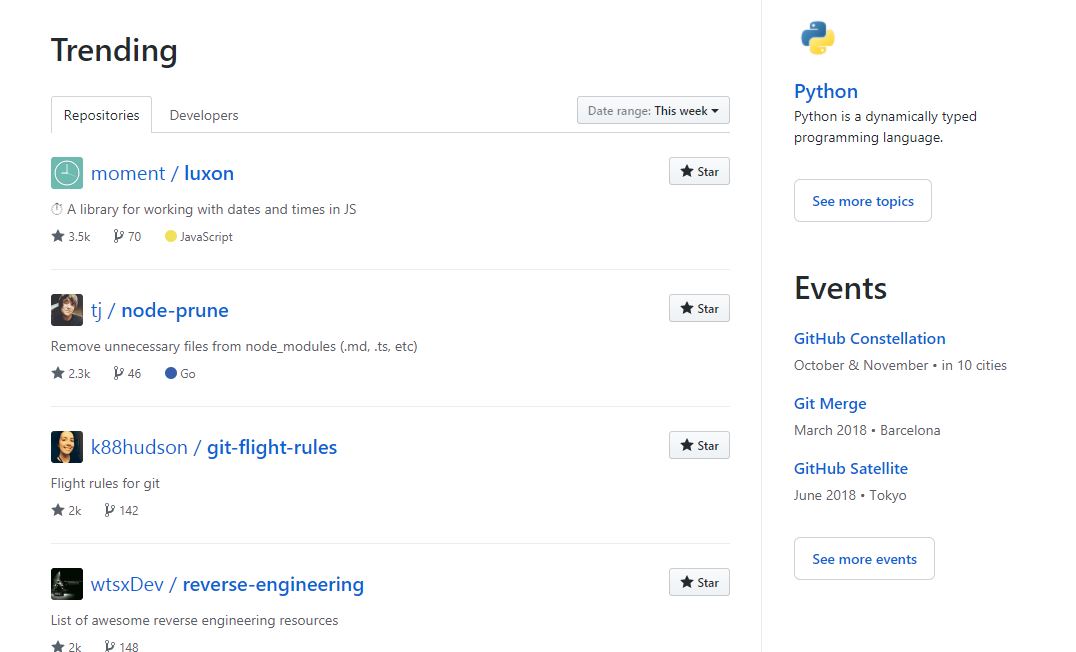 Trending
Repositories
Developers
Date range: This week
moment / luxon
Star
⏱ A library for working with dates and times in JS
3.5k 70 JavaScript
tj / node-prune
Star
Remove unnecessary files from node_modules (.md, .ts, etc)
2.3k 46 Go
k88hudson / git-flight-rules
Star
Flight rules for git
2k 142
wtsxDev / reverse-engineering
Star
List of awesome reverse engineering resources
2k 148
Python
Python is a dynamically typed
programming language.
See more topics
Events
GitHub Constellation
October & November • in 10 cities
Git Merge
March 2018 • Barcelona
GitHub Satellite
June 2018 • Tokyo
See more events